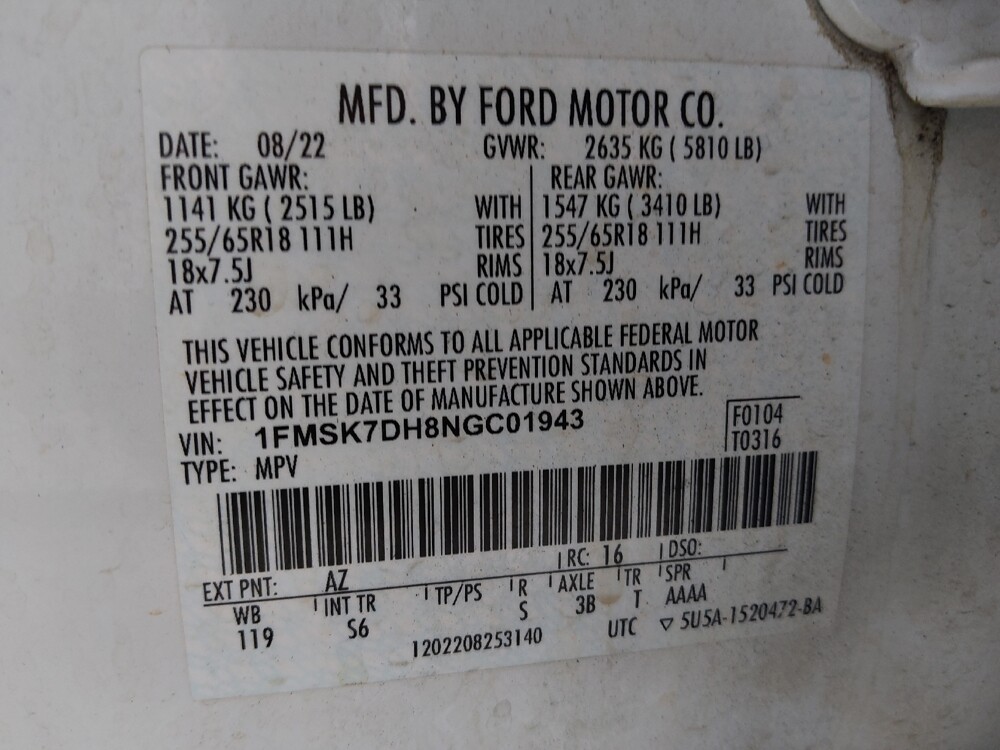 MFD. BY FORD MOTOR CO.
DATE: 08/22 GVWR: 2635 KG ( 5810 LB)
FRONT GAWR: REAR GAWR:
1141 KG ( 2515 LB) WITH 1547 KG ( 3410 LB) WITH
255/65R18 111H TIRES 255/65R18 111H TIRES
18x7.5J RIMS 18x7.5J RIMS
AT 230 kPa/ 33 PSI COLD AT 230 kPa/ 33 PSI COLD
THIS VEHICLE CONFORMS TO ALL APPLICABLE FEDERAL MOTOR
VEHICLE SAFETY AND THEFT PREVENTION STANDARDS IN
EFFECT ON THE DATE OF MANUFACTURE SHOWN ABOVE.
VIN: 1FMSK7DH8NGC01943 F0104
TYPE: MPV T0316
EXT PNT: AZ RC: 16 DSO:
WB INT TR TP/PS R AXLE TR SPR
119 S6 S 3B T AAAA
1202208253140 UTC ▽ 5U5A-1520472-BA